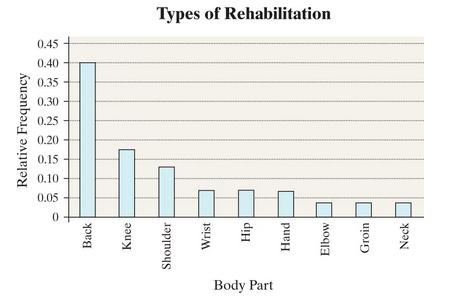 Types of Rehabilitation
Relative Frequency
0.45
0.40
0.35
0.30
0.25
0.20
0.15
0.10
0.05
0
Back
Knee
Shoulder
Wrist
Hip
Hand
Elbow
Groin
Neck
Body Part